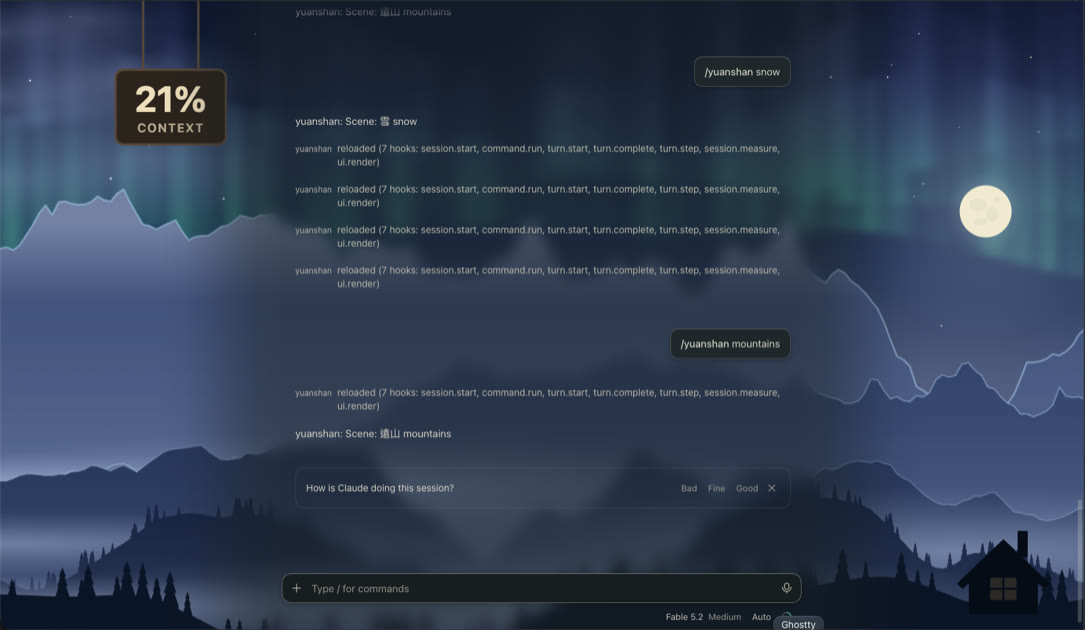 yuanshan: Scene: 遠山 mountains
21%
CONTEXT
/yuanshan snow
yuanshan: Scene: 雪 snow
yuanshan reloaded (7 hooks: session.start, command.run, turn.start, turn.complete, turn.step, session.measure,
ui.render)
yuanshan reloaded (7 hooks: session.start, command.run, turn.start, turn.complete, turn.step, session.measure,
ui.render)
yuanshan reloaded (7 hooks: session.start, command.run, turn.start, turn.complete, turn.step, session.measure,
ui.render)
yuanshan reloaded (7 hooks: session.start, command.run, turn.start, turn.complete, turn.step, session.measure,
ui.render)
/yuanshan mountains
yuanshan reloaded (7 hooks: session.start, command.run, turn.start, turn.complete, turn.step, session.measure,
ui.render)
yuanshan: Scene: 遠山 mountains
How is Claude doing this session? Bad Fine Good
Type / for commands
Fable 5.2 Medium Auto
Ghostty